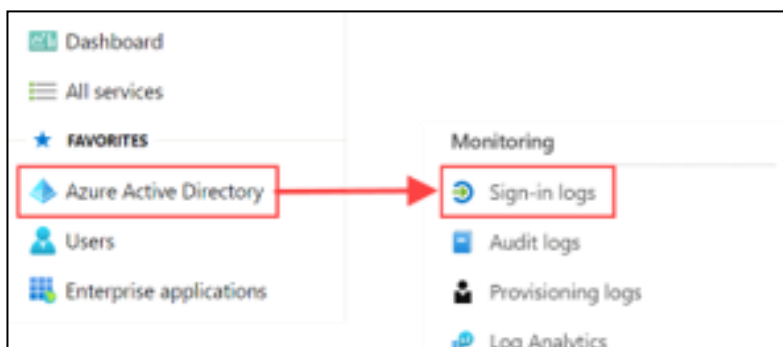 Dashboard
All services
FAVORITES
Azure Active Directory
Users
Enterprise applications
Monitoring
Sign-in logs
Audit logs
Provisioning logs
Log Analytics